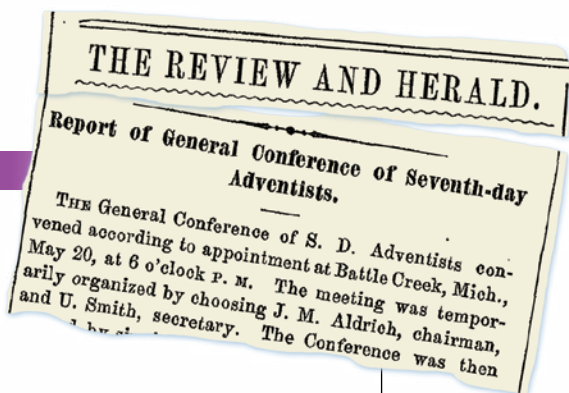 THE REVIEW AND HERALD.
Report of General Conference of Seventh-day
Adventists.
THE General Conference of S. D. Adventists con-
vened according to appointment at Battle Creek, Mich.,
May 20, at 6 o'clock P. M. The meeting was tempor-
arily organized by choosing J. M. Aldrich, chairman,
and U. Smith, secretary. The Conference was then
by